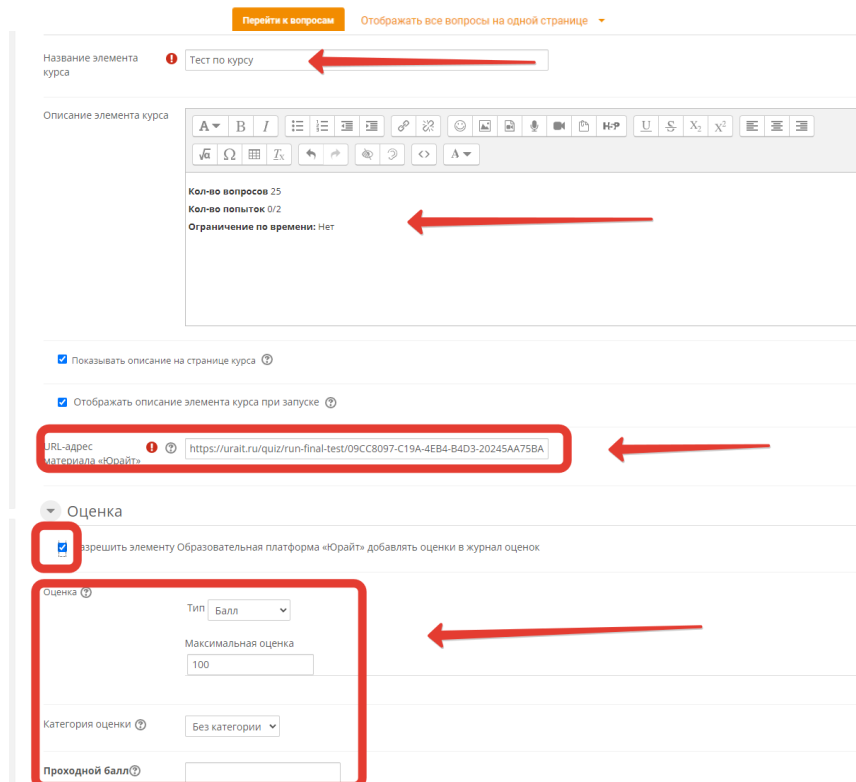 Перейти к вопросам
Отображать все вопросы на одной странице
Название элемента
курса
Тест по курсу
Описание элемента курса
A B I H-P U S X2 X2
√α Ω Tx <> A
Кол-во вопросов 25
Кол-во попыток 0/2
Ограничение по времени: Нет
Показывать описание на странице курса
Отображать описание элемента курса при запуске
URL-адрес
материала «Юрайт»
https://urait.ru/quiz/run-final-test/09CC8097-C19A-4EB4-B4D3-20245AA75BA
Оценка
азрешить элементу Образовательная платформа «Юрайт» добавлять оценки в журнал оценок
Оценка
Тип Балл
Максимальная оценка
100
Категория оценки
Без категории
Проходной балл